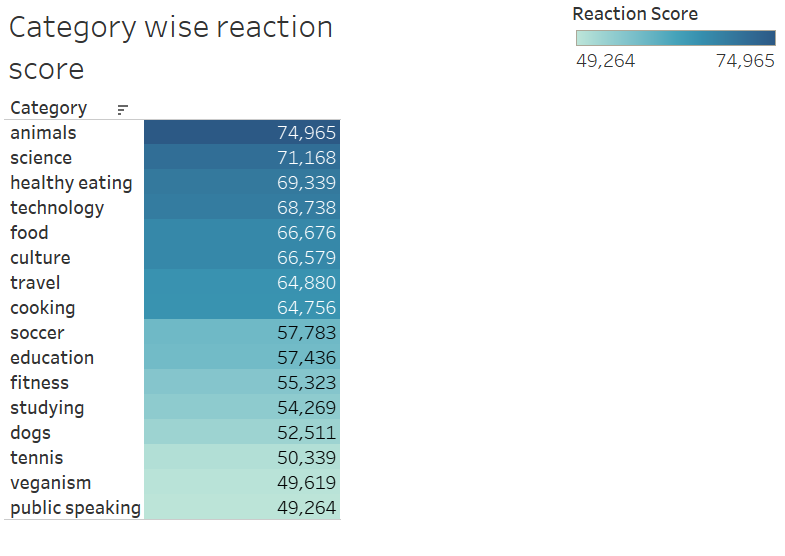 Category wise reaction
score
Reaction Score
49,264 74,965
Category
animals 74,965
science 71,168
healthy eating 69,339
technology 68,738
food 66,676
culture 66,579
travel 64,880
cooking 64,756
soccer 57,783
education 57,436
fitness 55,323
studying 54,269
dogs 52,511
tennis 50,339
veganism 49,619
public speaking 49,264